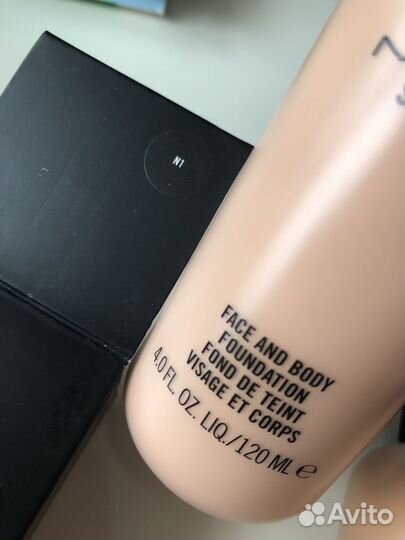 N1
FACE AND BODY
FOUNDATION
FOND DE TEINT
VISAGE ET CORPS
4.0 FL. OZ. LIQ./120 ML ℮
Avito